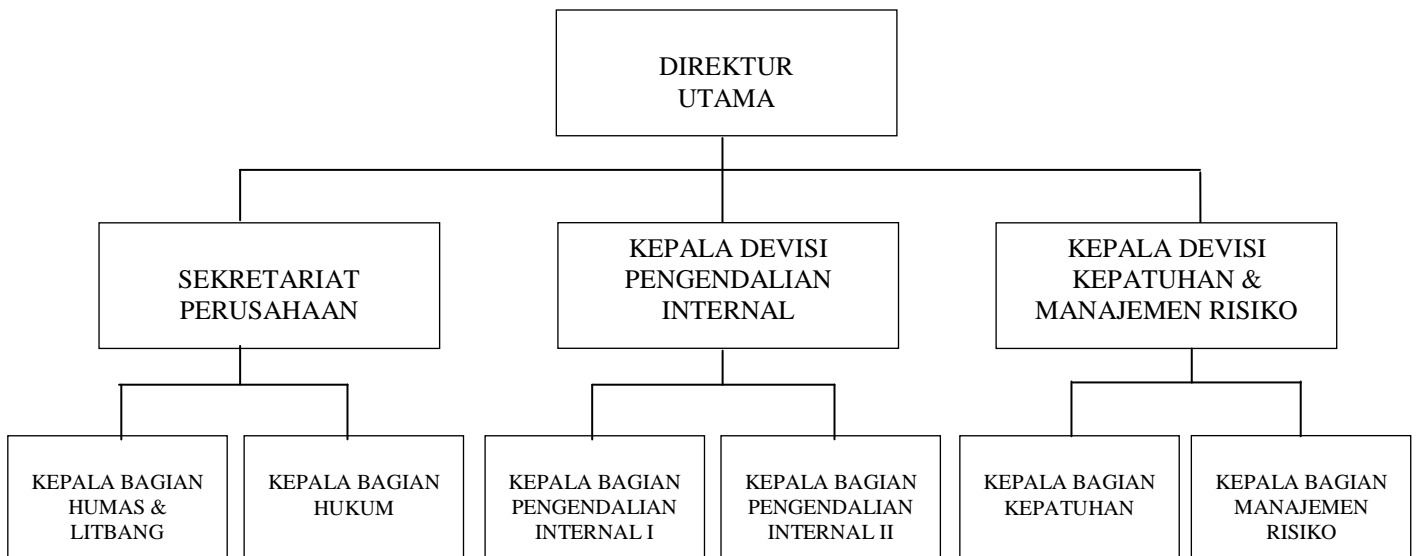 DIREKTUR
UTAMA
SEKRETARIAT
PERUSAHAAN
KEPALA DEVISI
PENGENDALIAN
INTERNAL
KEPALA DEVISI
KEPATUHAN &
MANAJEMEN RISIKO
KEPALA BAGIAN
HUMAS &
LITBANG
KEPALA BAGIAN
HUKUM
KEPALA BAGIAN
PENGENDALIAN
INTERNAL I
KEPALA BAGIAN
PENGENDALIAN
INTERNAL II
KEPALA BAGIAN
KEPATUHAN
KEPALA BAGIAN
MANAJEMEN
RISIKO